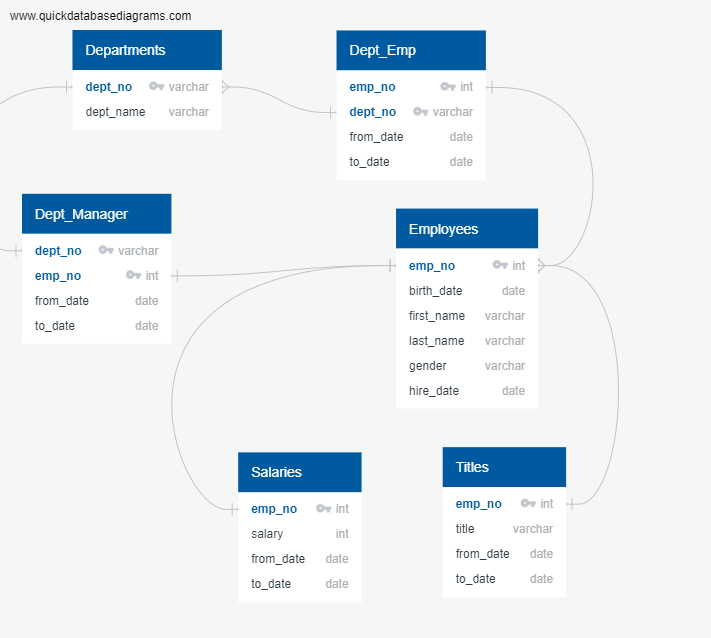 www.quickdatabasediagrams.com
Departments
dept_no varchar
dept_name varchar
Dept_Emp
emp_no int
dept_no varchar
from_date date
to_date date
Dept_Manager
dept_no varchar
emp_no int
from_date date
to_date date
Employees
emp_no int
birth_date date
first_name varchar
last_name varchar
gender varchar
hire_date date
Salaries
emp_no int
salary int
from_date date
to_date date
Titles
emp_no int
title varchar
from_date date
to_date date